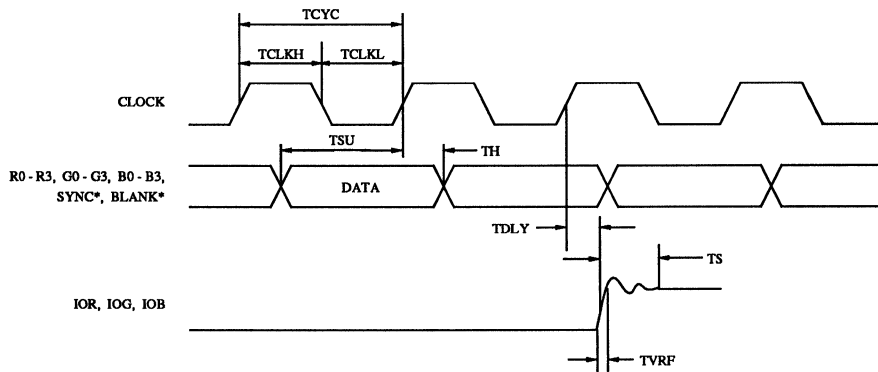 TCYC
TCLKH
TCLKL
CLOCK
TSU
TH
R0 - R3, G0 - G3, B0 - B3,
SYNC*, BLANK*
DATA
TDLY
TS
IOR, IOG, IOB
TVRF